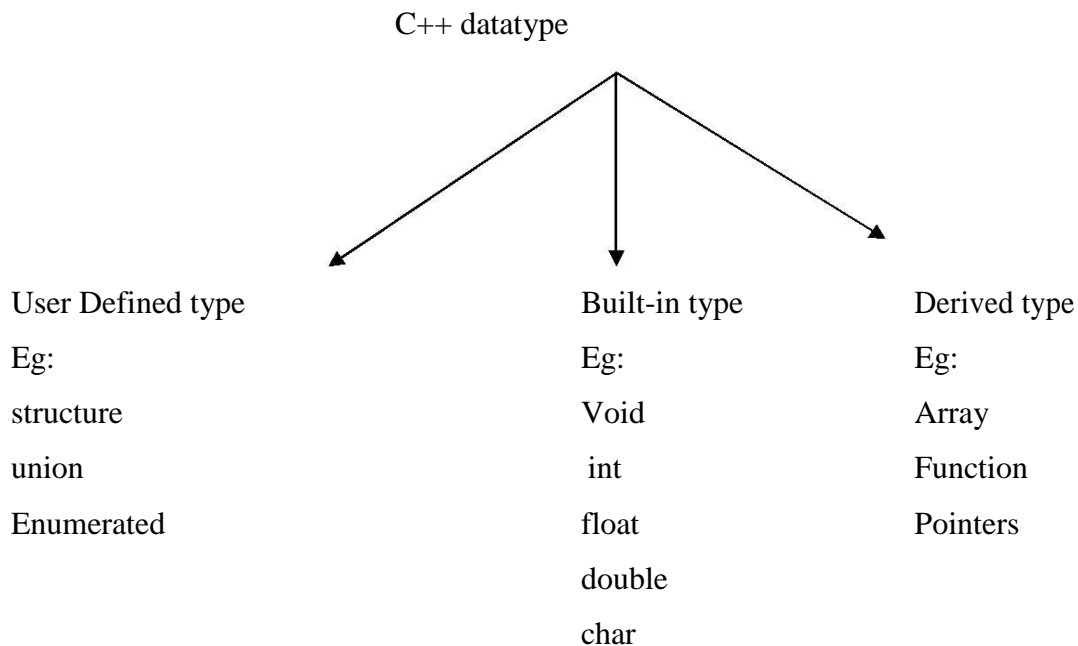 C++ datatype
User Defined type
Eg:
structure
union
Enumerated
Built-in type
Eg:
Void
int
float
double
char
Derived type
Eg:
Array
Function
Pointers